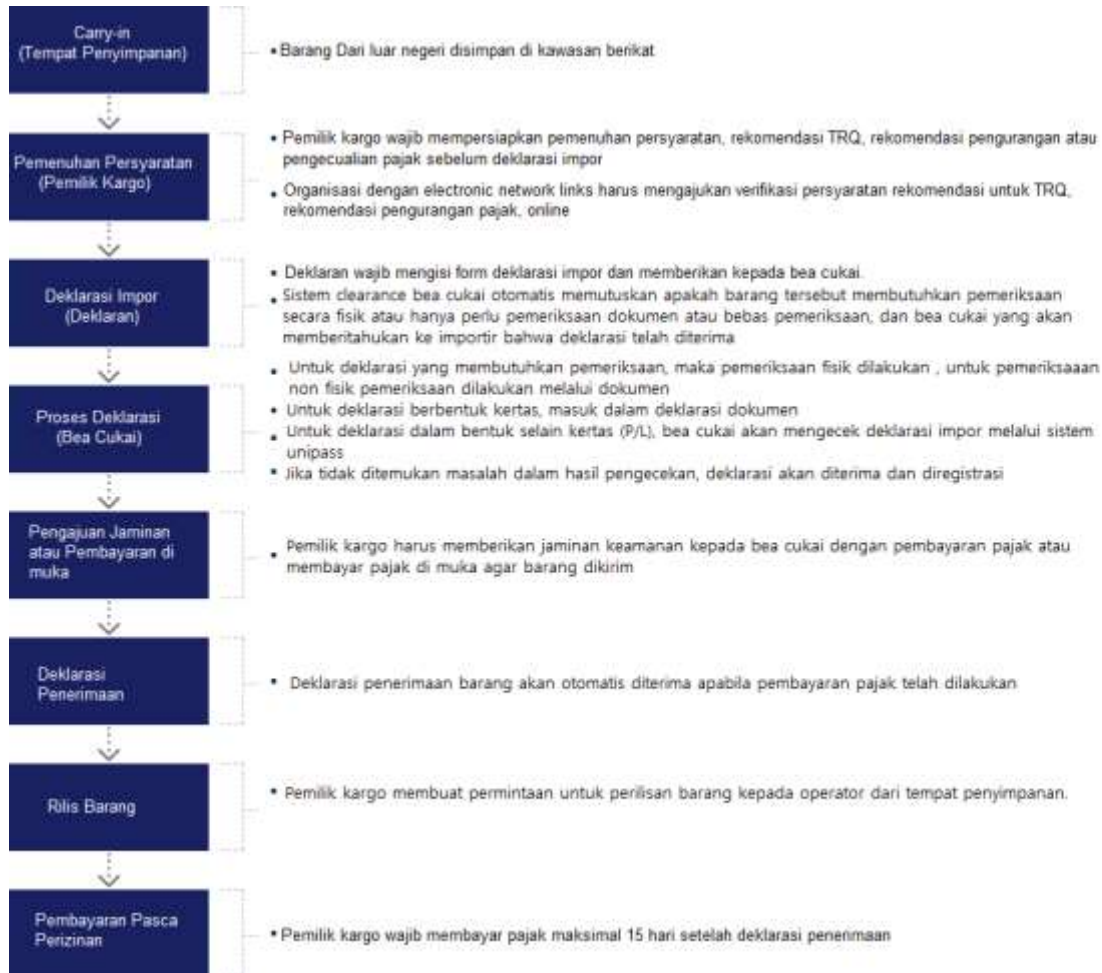 Carry-in
(Tempat Penyimpanan)
• Barang Dari luar negeri disimpan di kawasan berikat
Pemenuhan Persyaratan
(Pemilik Kargo)
• Pemilik kargo wajib mempersiapkan pemenuhan persyaratan, rekomendasi TRQ, rekomendasi pengurangan atau
pengecualian pajak sebelum deklarasi impor
• Organisasi dengan electronic network links harus mengajukan verifikasi persyaratan rekomendasi untuk TRQ,
rekomendasi pengurangan pajak, online
Deklarasi Impor
(Deklaran)
• Deklaran wajib mengisi form deklarasi impor dan memberikan kepada bea cukai.
• Sistem clearance bea cukai otomatis memutuskan apakah barang tersebut membutuhkan pemeriksaan
secara fisik atau hanya perlu pemeriksaan dokumen atau bebas pemeriksaan, dan bea cukai yang akan
memberitahukan ke importir bahwa deklarasi telah diterima
Proses Deklarasi
(Bea Cukai)
• Untuk deklarasi yang membutuhkan pemeriksaan, maka pemeriksaan fisik dilakukan , untuk pemeriksaaan
non fisik pemeriksaan dilakukan melalui dokumen
• Untuk deklarasi berbentuk kertas, masuk dalam deklarasi dokumen
• Untuk deklarasi dalam bentuk selain kertas (P/L), bea cukai akan mengecek deklarasi impor melalui sistem
unipass
• Jika tidak ditemukan masalah dalam hasil pengecekan, deklarasi akan diterima dan diregistrasi
Pengajuan Jaminan
atau Pembayaran di
muka
• Pemilik kargo harus memberikan jaminan keamanan kepada bea cukai dengan pembayaran pajak atau
membayar pajak di muka agar barang dikirim
Deklarasi
Penerimaan
• Deklarasi penerimaan barang akan otomatis diterima apabila pembayaran pajak telah dilakukan
Rilis Barang
• Pemilik kargo membuat permintaan untuk perilisan barang kepada operator dari tempat penyimpanan.
Pembayaran Pasca
Perizinan
• Pemilik kargo wajib membayar pajak maksimal 15 hari setelah deklarasi penerimaan